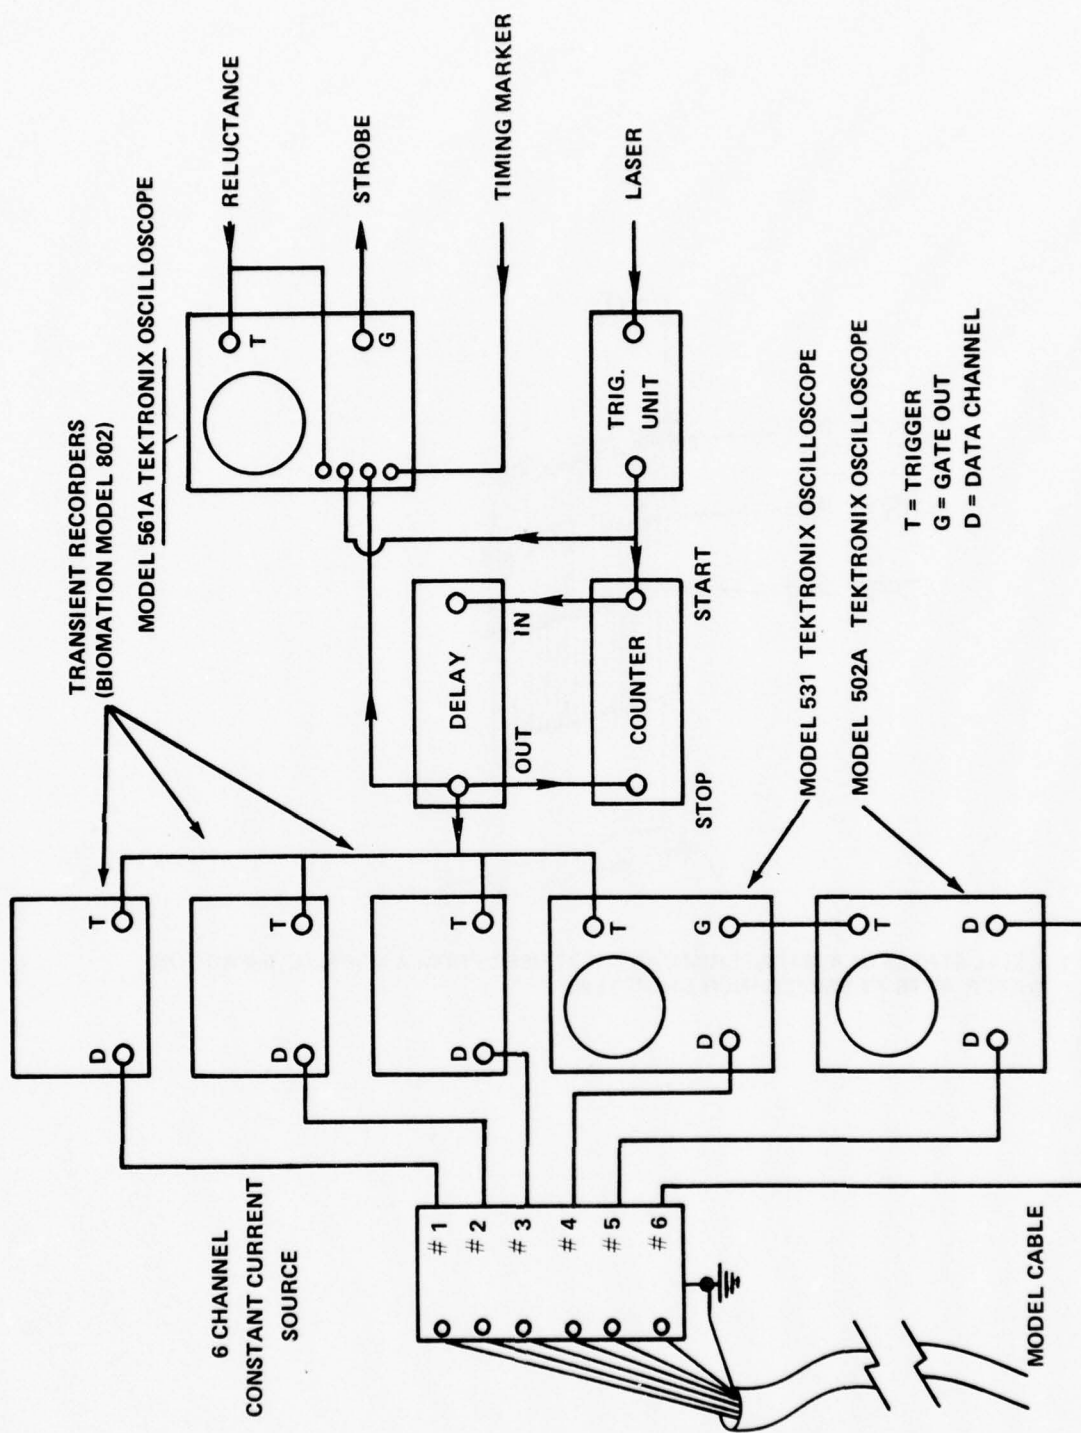 TRANSIENT RECORDERS
(BIOMATION MODEL 802)
MODEL 561A TEKTRONIX OSCILLOSCOPE
RELUCTANCE
STROBE
TIMING MARKER
LASER
T
G
TRIG.
UNIT
DELAY
IN
OUT
COUNTER
START
STOP
D
T
D
T
D
T
D
T
G
D
T
D
MODEL 531 TEKTRONIX OSCILLOSCOPE
MODEL 502A TEKTRONIX OSCILLOSCOPE
T = TRIGGER
G = GATE OUT
D = DATA CHANNEL
6 CHANNEL
CONSTANT CURRENT
SOURCE
# 1
# 2
# 3
# 4
# 5
# 6
MODEL CABLE